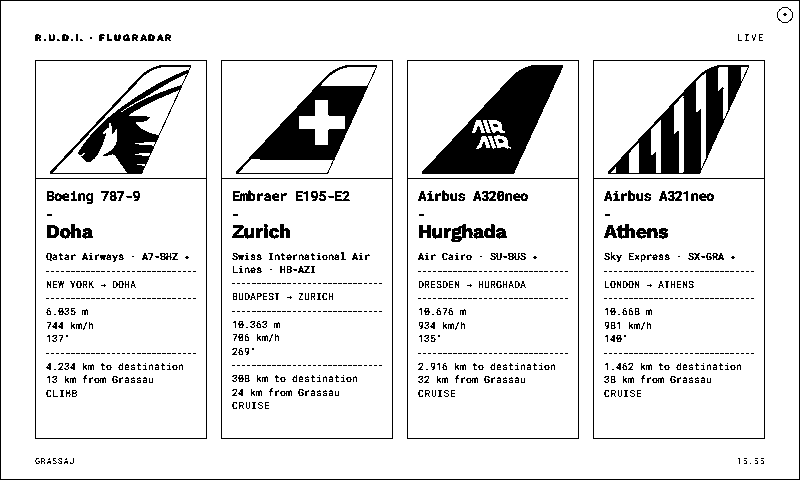 R.U.D.I. · FLUGRADAR
LIVE
AIR
AIR
Boeing 787-9
-
Doha
Qatar Airways · A7-BHZ ✦
NEW YORK → DOHA
6.035 m
744 km/h
137°
4.234 km to destination
13 km from Grassau
CLIMB
Embraer E195-E2
-
Zurich
Swiss International Air
Lines · HB-AZI
BUDAPEST → ZURICH
10.363 m
706 km/h
269°
308 km to destination
24 km from Grassau
CRUISE
Airbus A320neo
-
Hurghada
Air Cairo · SU-BUS ✦
DRESDEN → HURGHADA
10.676 m
934 km/h
135°
2.916 km to destination
32 km from Grassau
CRUISE
Airbus A321neo
-
Athens
Sky Express · SX-GRA ✦
LONDON → ATHENS
10.668 m
981 km/h
140°
1.462 km to destination
38 km from Grassau
CRUISE
GRASSAU